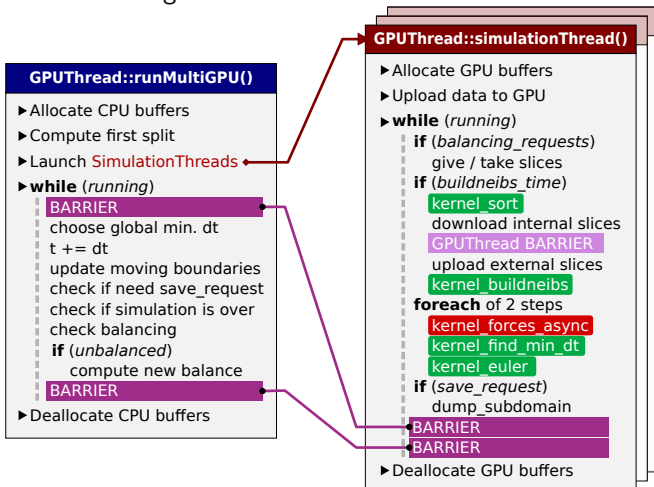 GPUThread::runMultiGPU()
▶Allocate CPU buffers
▶Compute first split
▶Launch SimulationThreads
▶while (running)
BARRIER
choose global min. dt
t += dt
update moving boundaries
check if need save_request
check if simulation is over
check balancing
if (unbalanced)
compute new balance
BARRIER
▶Deallocate CPU buffers
GPUThread::simulationThread()
▶Allocate GPU buffers
▶Upload data to GPU
▶while (running)
if (balancing_requests)
give / take slices
if (buildneibs_time)
kernel_sort
download internal slices
GPUThread BARRIER
upload external slices
kernel_buildneibs
foreach of 2 steps
kernel_forces_async
kernel_find_min_dt
kernel_euler
if (save_request)
dump_subdomain
BARRIER
BARRIER
▶Deallocate GPU buffers